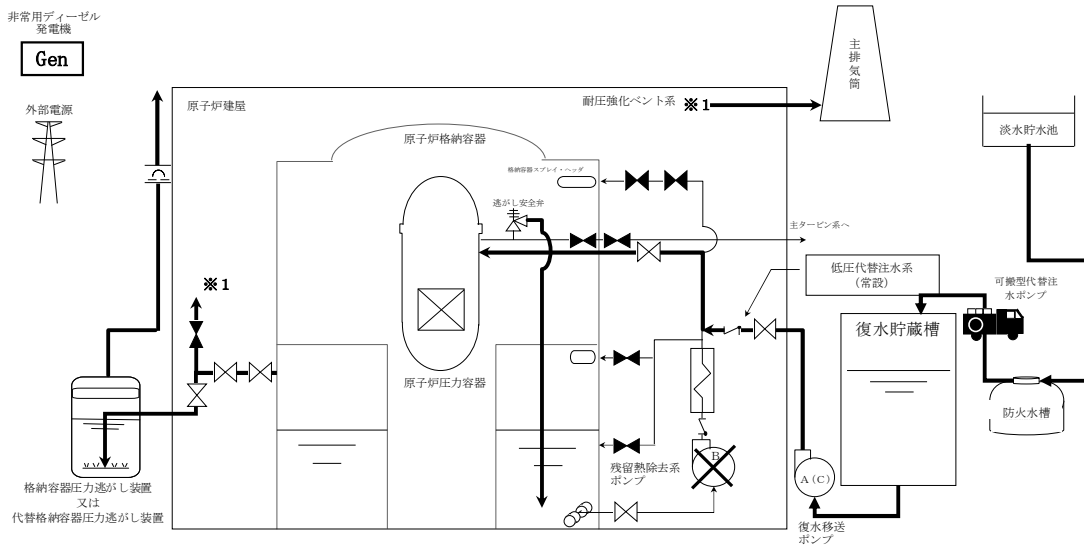 非常用ディーゼル
発電機
Gen
外部電源
原子炉建屋
耐圧強化ベント系 ※1
主排気筒
淡水貯水池
原子炉格納容器
格納容器スプレイ・ヘッダ
逃がし安全弁
主タービン系へ
※1
低圧代替注水系
（常設）
可搬型代替注
水ポンプ
復水貯蔵槽
原子炉圧力容器
防火水槽
残留熱除去系
ポンプ
B
A(C)
格納容器圧力逃がし装置
又は
代替格納容器圧力逃がし装置
復水移送
ポンプ